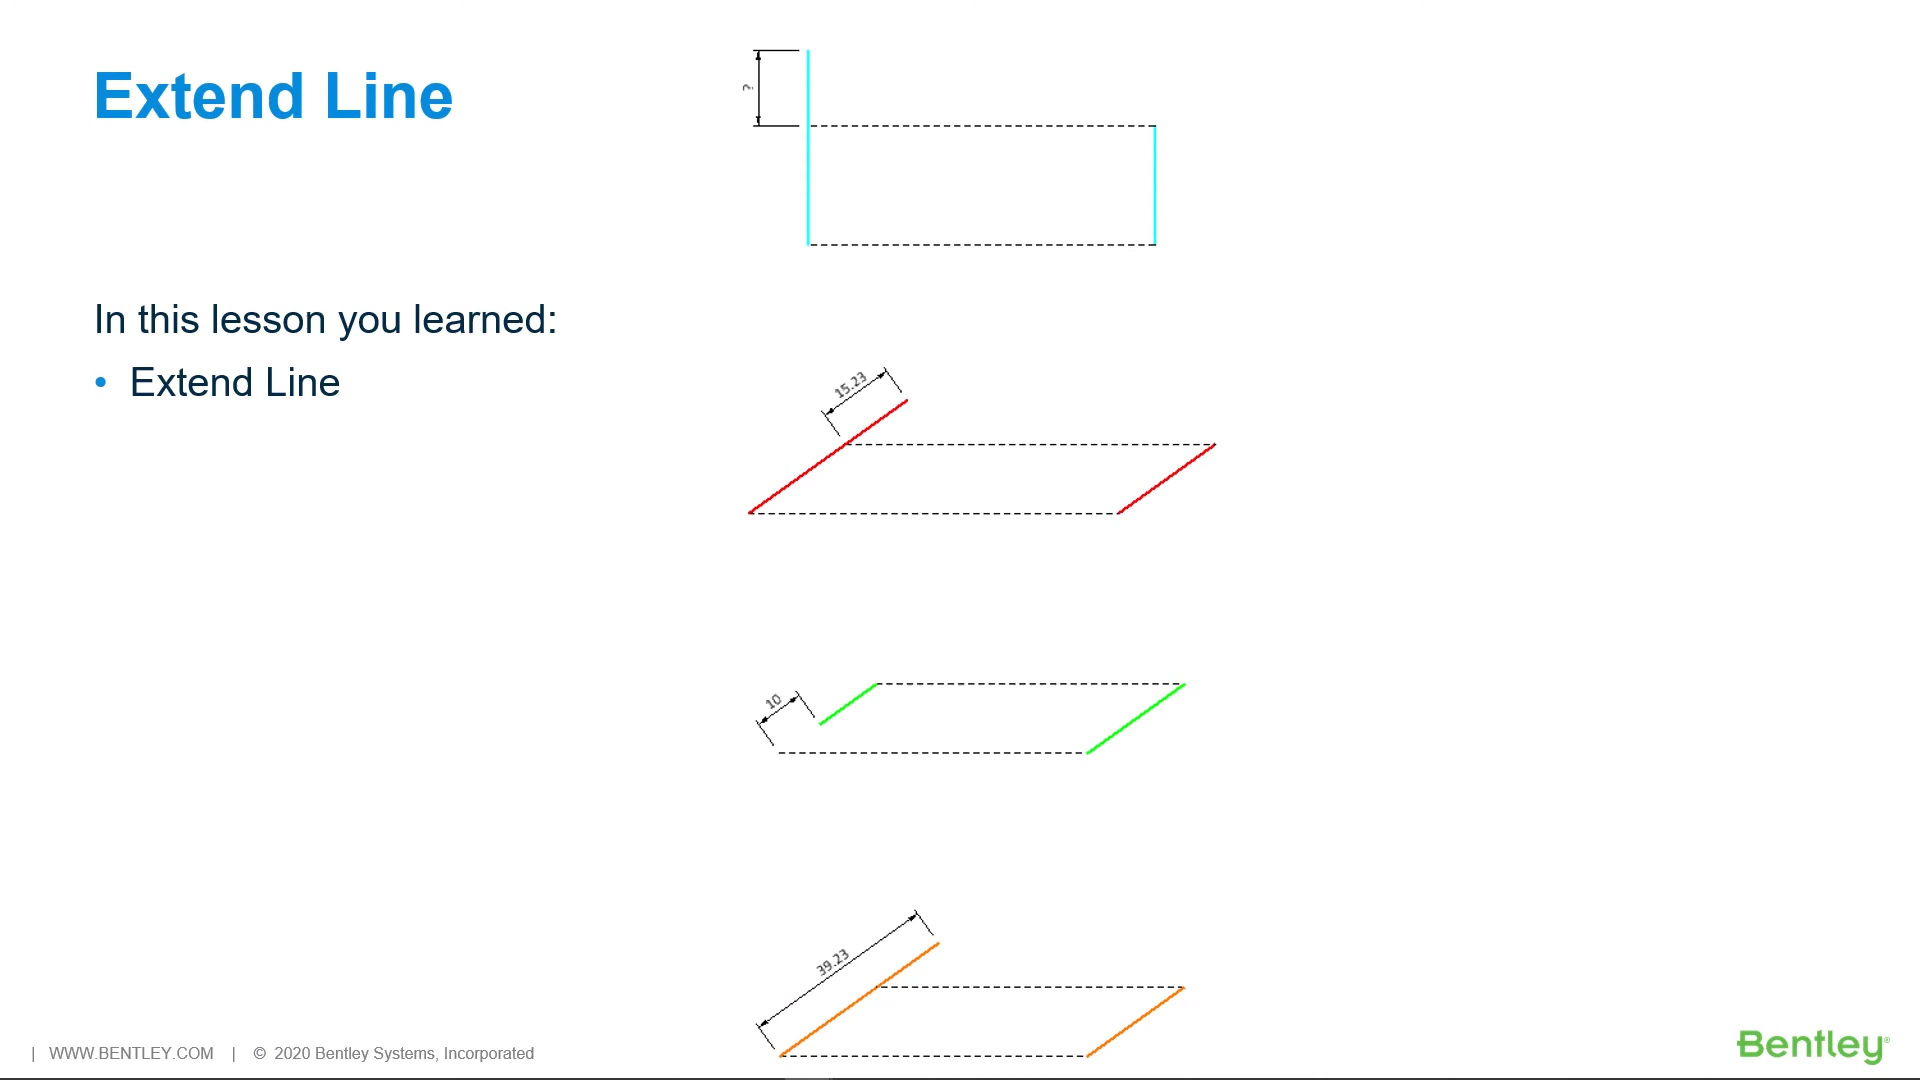 Extend Line
?
In this lesson you learned:
• Extend Line
15.23
10
39.23
| WWW.BENTLEY.COM | © 2020 Bentley Systems, Incorporated
Bentley®